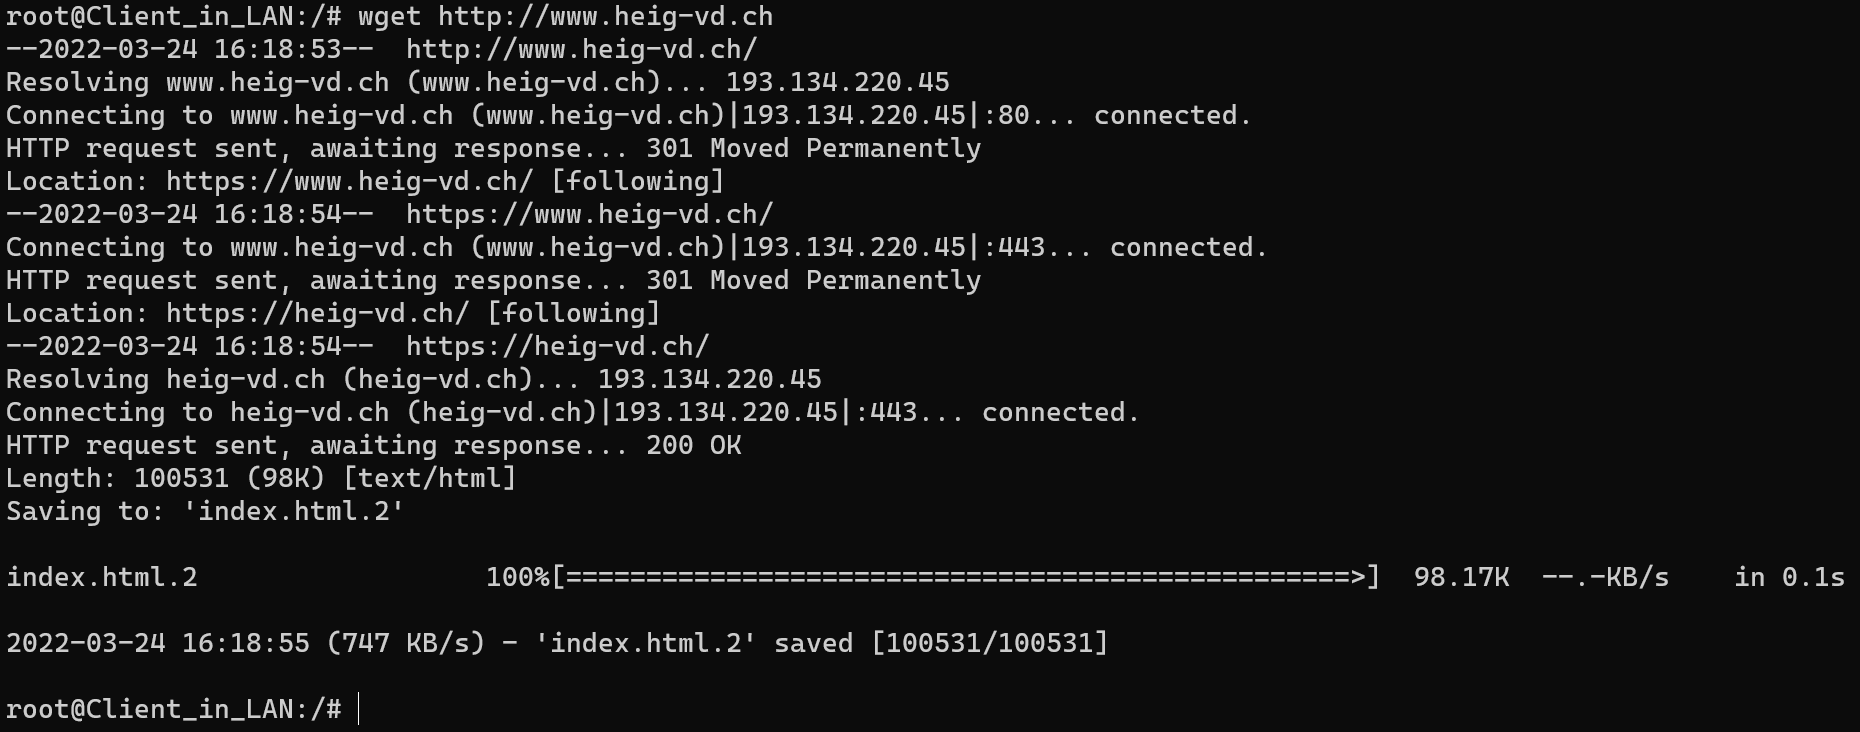 root@Client_in_LAN:/# wget http://www.heig-vd.ch
--2022-03-24 16:18:53--  http://www.heig-vd.ch/
Resolving www.heig-vd.ch (www.heig-vd.ch)... 193.134.220.45
Connecting to www.heig-vd.ch (www.heig-vd.ch)|193.134.220.45|:80... connected.
HTTP request sent, awaiting response... 301 Moved Permanently
Location: https://www.heig-vd.ch/ [following]
--2022-03-24 16:18:54--  https://www.heig-vd.ch/
Connecting to www.heig-vd.ch (www.heig-vd.ch)|193.134.220.45|:443... connected.
HTTP request sent, awaiting response... 301 Moved Permanently
Location: https://heig-vd.ch/ [following]
--2022-03-24 16:18:54--  https://heig-vd.ch/
Resolving heig-vd.ch (heig-vd.ch)... 193.134.220.45
Connecting to heig-vd.ch (heig-vd.ch)|193.134.220.45|:443... connected.
HTTP request sent, awaiting response... 200 OK
Length: 100531 (98K) [text/html]
Saving to: 'index.html.2'

index.html.2                  100%[=================================================>]  98.17K  --.-KB/s    in 0.1s

2022-03-24 16:18:55 (747 KB/s) - 'index.html.2' saved [100531/100531]

root@Client_in_LAN:/#